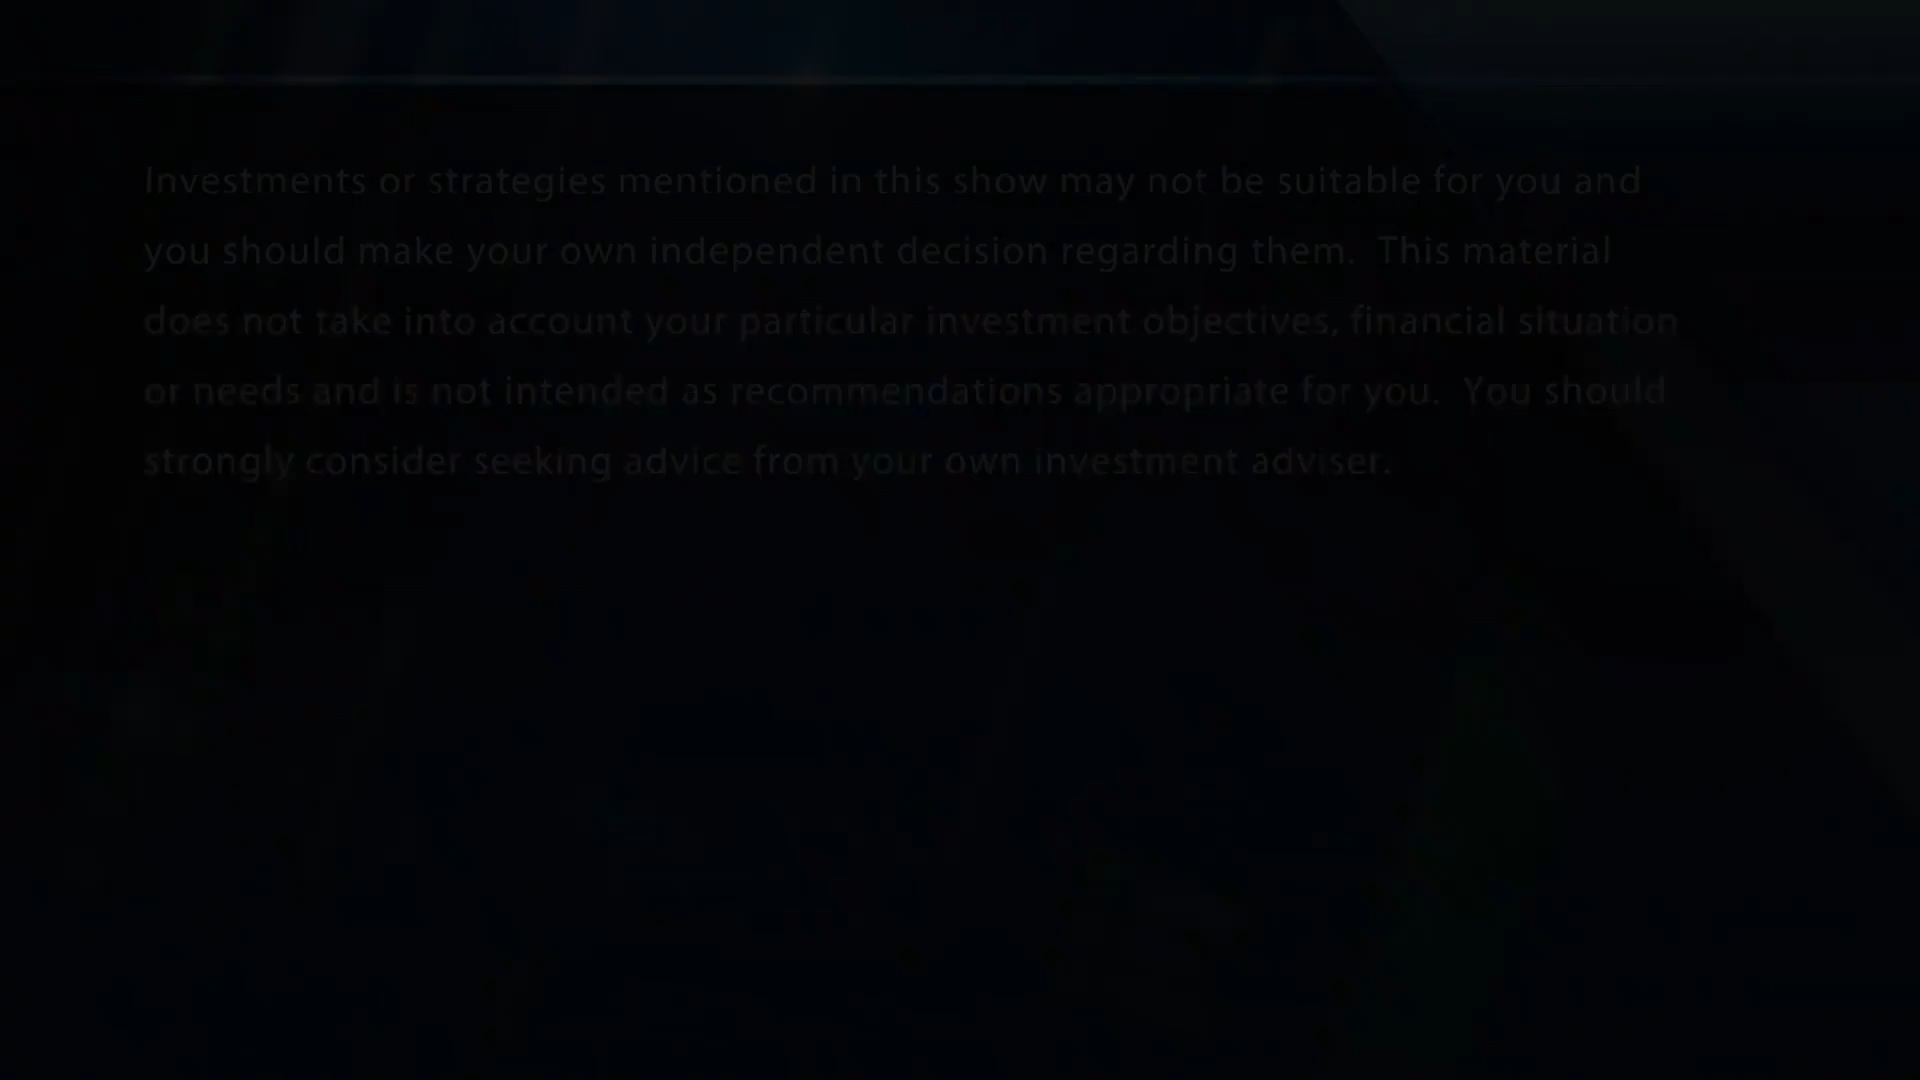 Investments or strategies mentioned in this show may not be suitable for you and
you should make your own independent decision regarding them.  This material
does not take into account your particular investment objectives, financial situation
or needs and is not intended as recommendations appropriate for you.  You should
strongly consider seeking advice from your own investment adviser.